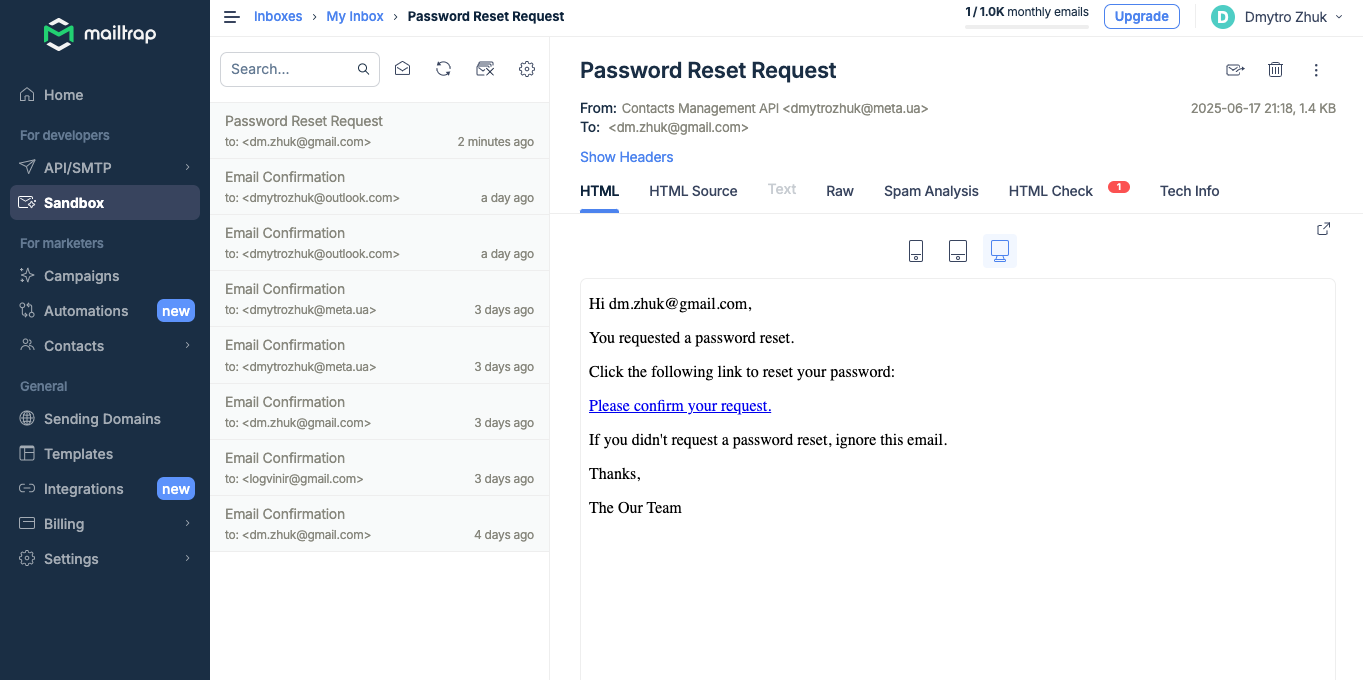 mailtrap
Home
For developers
API/SMTP
Sandbox
For marketers
Campaigns
Automations new
Contacts
General
Sending Domains
Templates
Integrations new
Billing
Settings
Inboxes › My Inbox › Password Reset Request
1 / 1.0K monthly emails
Upgrade
D Dmytro Zhuk
Search...
Password Reset Request
to: <dm.zhuk@gmail.com> 2 minutes ago
Email Confirmation
to: <dmytrozhuk@outlook.com> a day ago
Email Confirmation
to: <dmytrozhuk@outlook.com> a day ago
Email Confirmation
to: <dmytrozhuk@meta.ua> 3 days ago
Email Confirmation
to: <dmytrozhuk@meta.ua> 3 days ago
Email Confirmation
to: <dm.zhuk@gmail.com> 3 days ago
Email Confirmation
to: <logvinir@gmail.com> 3 days ago
Email Confirmation
to: <dm.zhuk@gmail.com> 4 days ago
Password Reset Request
From: Contacts Management API <dmytrozhuk@meta.ua> 2025-06-17 21:18, 1.4 KB
To: <dm.zhuk@gmail.com>
Show Headers
HTML HTML Source Text Raw Spam Analysis HTML Check 1 Tech Info
Hi dm.zhuk@gmail.com,
You requested a password reset.
Click the following link to reset your password:
Please confirm your request.
If you didn't request a password reset, ignore this email.
Thanks,
The Our Team